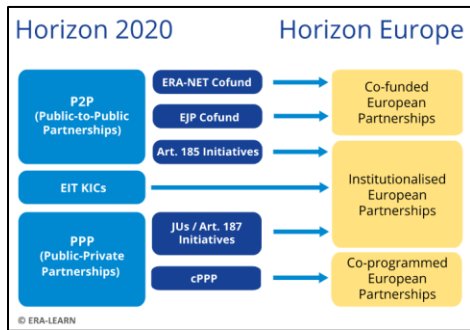 Horizon 2020
Horizon Europe
P2P
(Public-to-Public
Partnerships)
ERA-NET Cofund
EJP Cofund
Art. 185 Initiatives
Co-funded
European
Partnerships
EIT KICs
Institutionalised
European
Partnerships
PPP
(Public-Private
Partnerships)
JUs / Art. 187
Initiatives
cPPP
Co-programmed
European
Partnerships
© ERA-LEARN